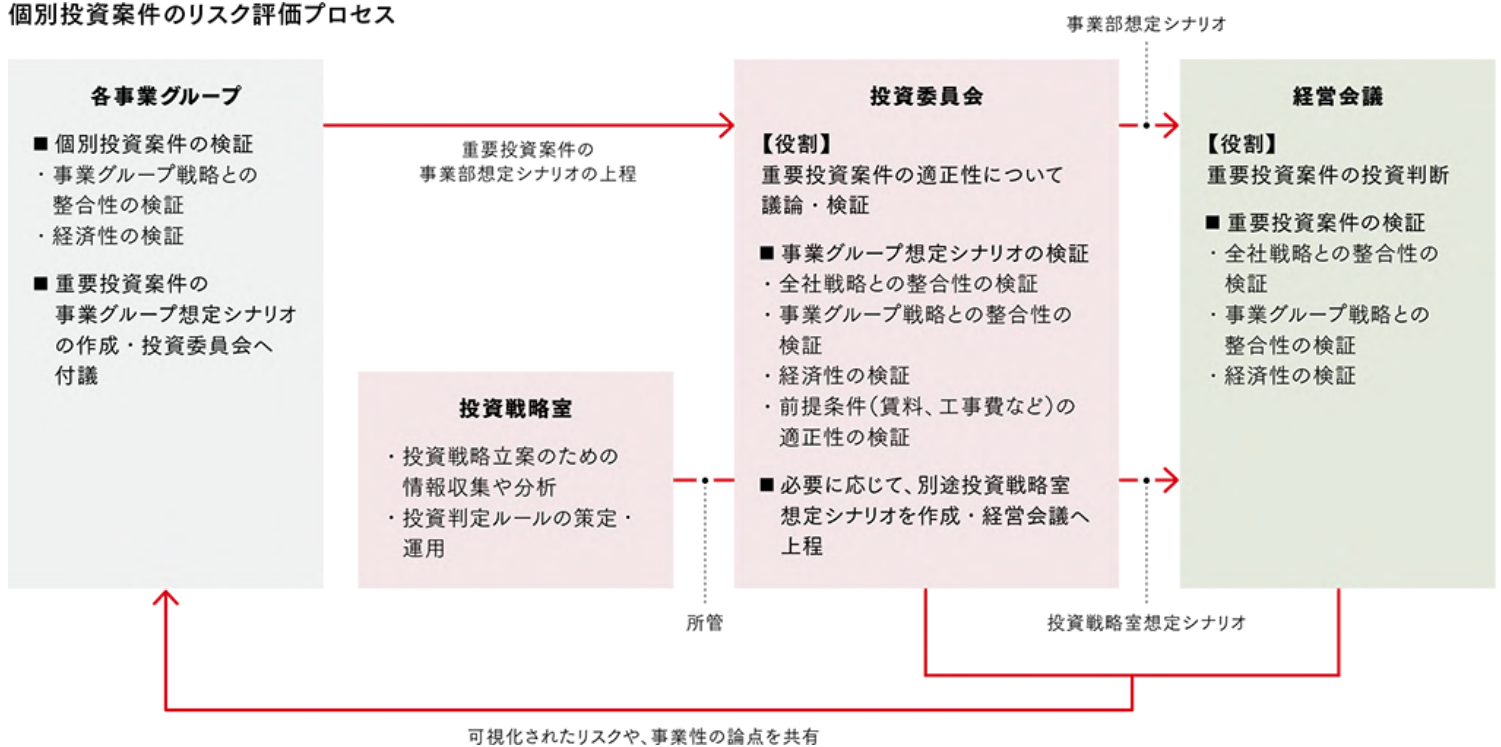 個別投資案件のリスク評価プロセス
事業部想定シナリオ
各事業グループ
■ 個別投資案件の検証
・事業グループ戦略との
整合性の検証
・経済性の検証
■ 重要投資案件の
事業グループ想定シナリオ
の作成・投資委員会へ
付議
重要投資案件の
事業部想定シナリオの上程
投資戦略室
・投資戦略立案のための
情報収集や分析
・投資判定ルールの策定・
運用
所管
投資委員会
【役割】
重要投資案件の適正性について
議論・検証
■ 事業グループ想定シナリオの検証
・全社戦略との整合性の検証
・事業グループ戦略との整合性の
検証
・経済性の検証
・前提条件（賃料、工事費など）の
適正性の検証
■ 必要に応じて、別途投資戦略室
想定シナリオを作成・経営会議へ
上程
経営会議
【役割】
重要投資案件の投資判断
■ 重要投資案件の検証
・全社戦略との整合性の
検証
・事業グループ戦略との
整合性の検証
・経済性の検証
投資戦略室想定シナリオ
可視化されたリスクや、事業性の論点を共有